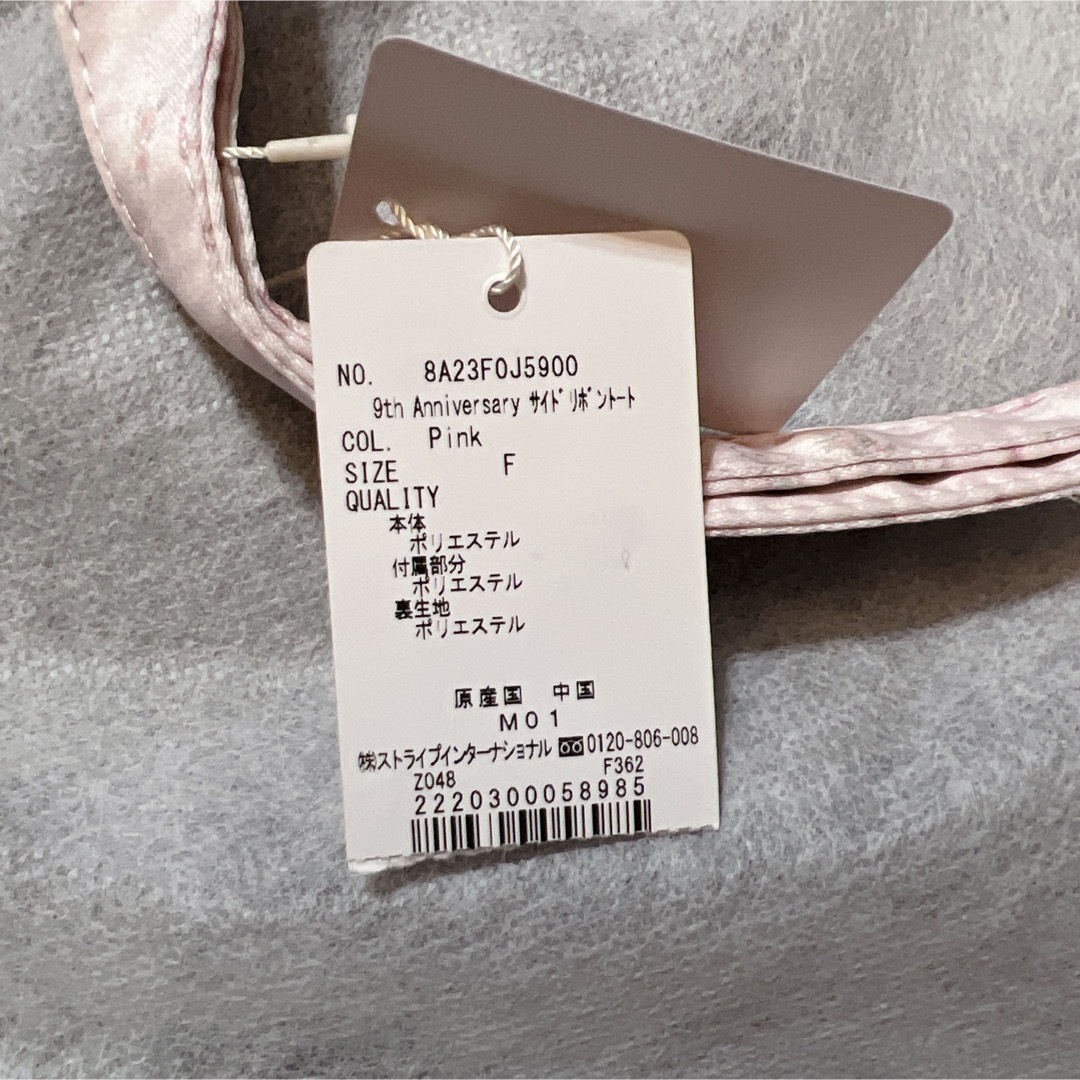 NO. 8A23F0J5900
9th Anniversary ｻｲﾄﾞﾘﾎﾞﾝﾄｰﾄ
COL. Pink
SIZE F
QUALITY
本体
ポリエステル
付属部分
ポリエステル
裏生地
ポリエステル
原産国 中国
M01
㈱ストライプインターナショナル 0120-806-008
Z048 F362
2220300058985